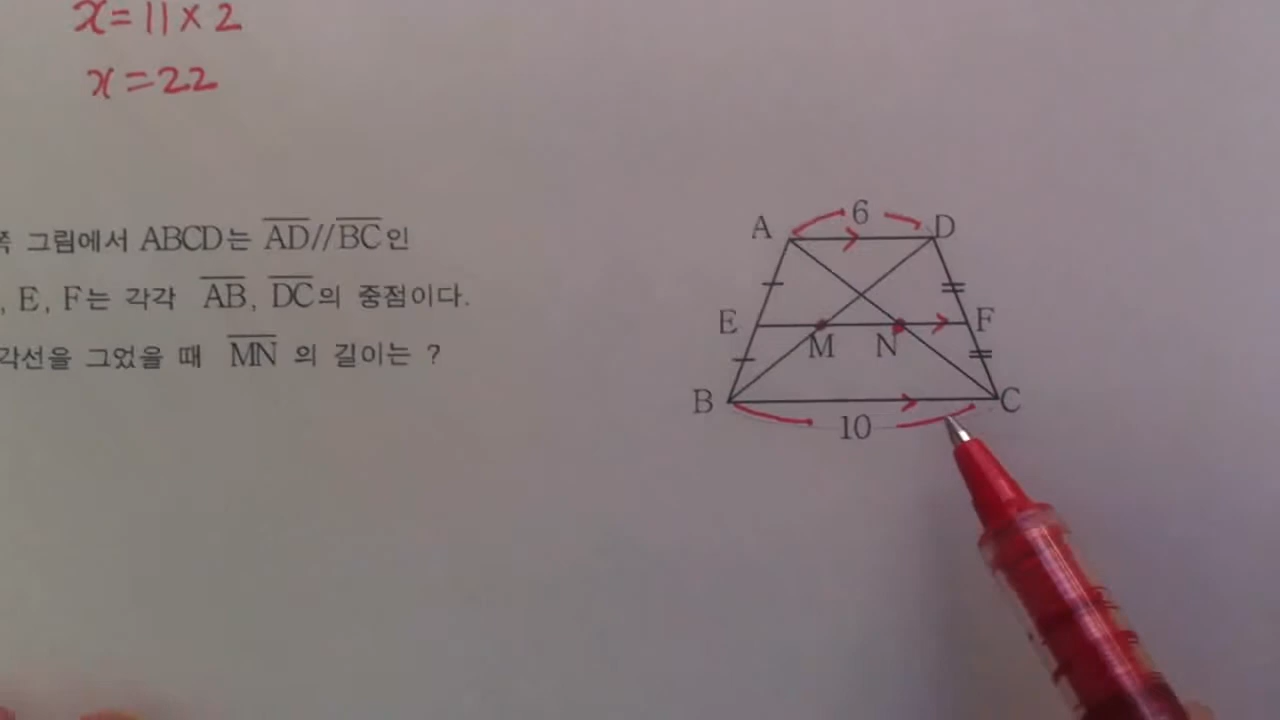 x=11×2
x=22
쪽 그림에서 ABCD는 AD//BC인
, E, F는 각각 AB, DC의 중점이다.
각선을 그었을 때 MN 의 길이는 ?
6
A D
E F
M N
B C
10